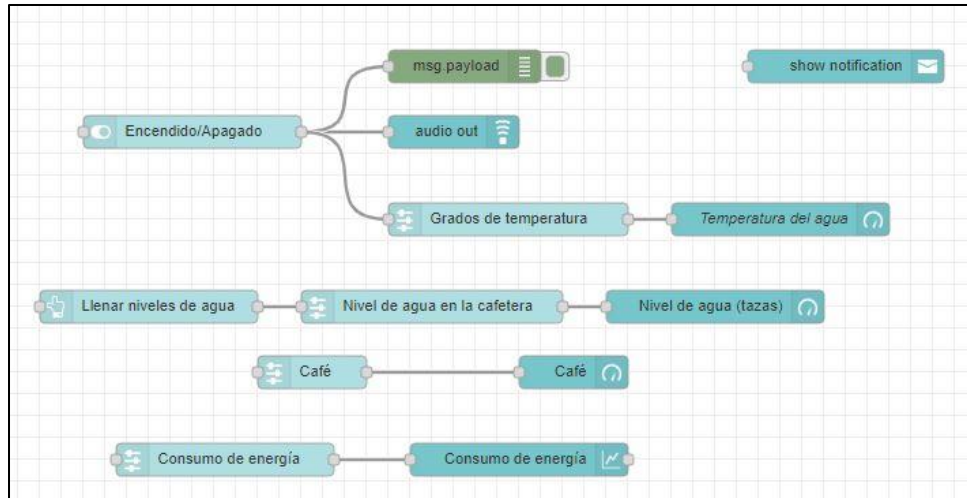 msg.payload
show notification
Encendido/Apagado
audio out
Grados de temperatura
Temperatura del agua
Llenar niveles de agua
Nivel de agua en la cafetera
Nivel de agua (tazas)
Café
Café
Consumo de energía
Consumo de energía